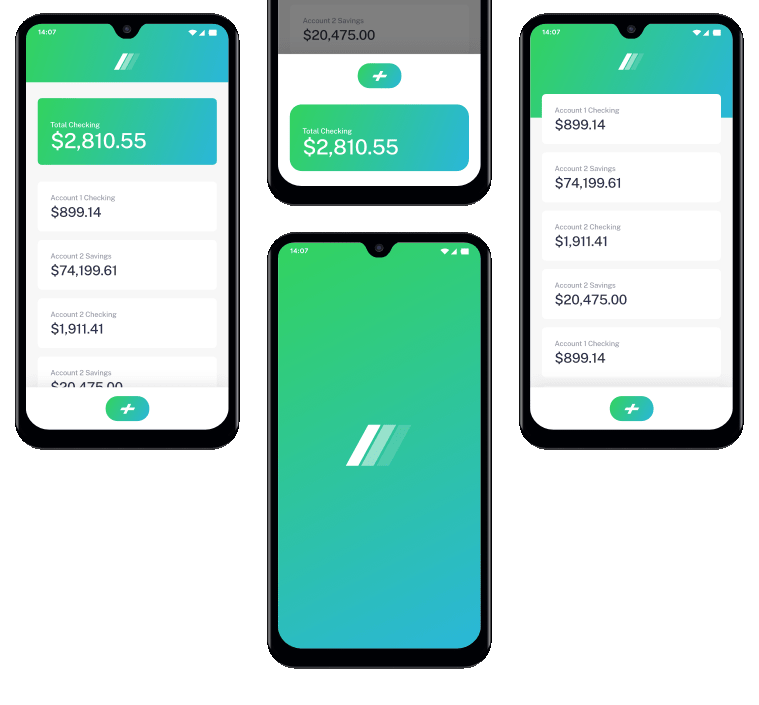 14:07
Total Checking
$2,810.55
Account 1 Checking
$899.14
Account 2 Savings
$74,199.61
Account 2 Checking
$1,911.41
Account 2 Savings
$20,475.00
Account 2 Savings
$20,475.00
Total Checking
$2,810.55
14:07
14:07
Account 1 Checking
$899.14
Account 2 Savings
$74,199.61
Account 2 Checking
$1,911.41
Account 2 Savings
$20,475.00
Account 1 Checking
$899.14